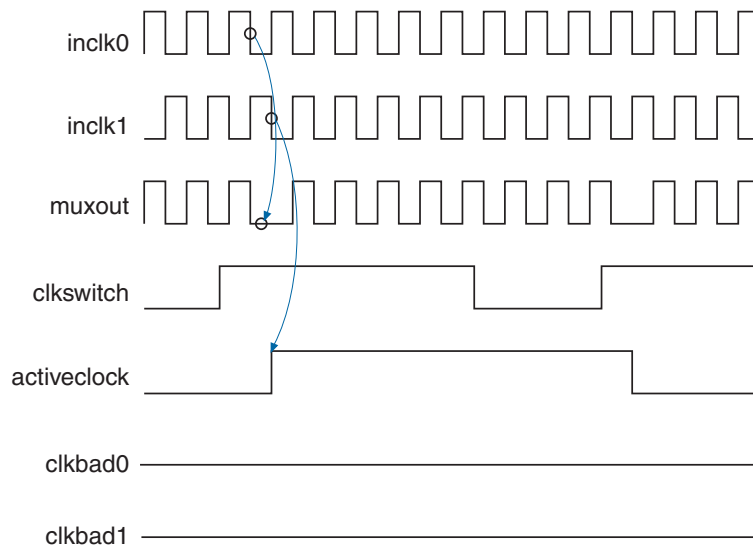 inclk0
inclk1
muxout
clkswitch
activeclock
clkbad0
clkbad1